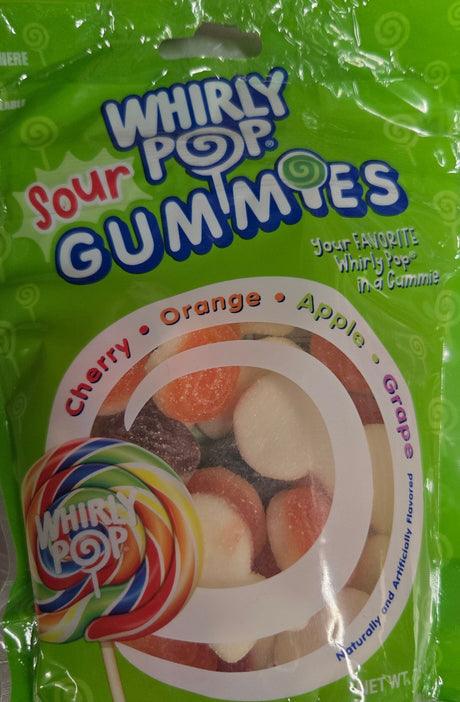 WHIRLY
POP®
Sour
GUMMIES
Your FAVORITE
Whirly Pop®
in a Gummie
Cherry • Orange • Apple • Grape
WHIRLY
POP
Naturally and Artificially Flavored
NET WT.